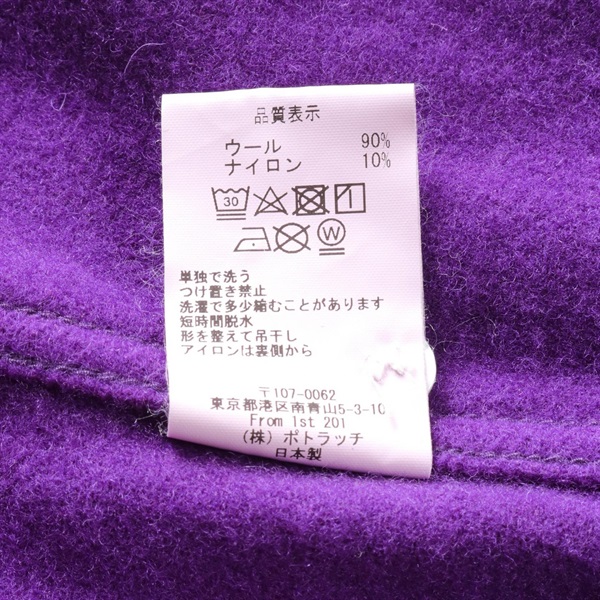 品質表示
ウール 90%
ナイロン 10%
30
W
単独で洗う
つけ置き禁止
洗濯で多少縮むことがあります
短時間脱水
形を整えて吊干し
アイロンは裏側から
〒107-0062
東京都港区南青山5-3-10
From 1st 201
(株) ポトラッチ
日本製